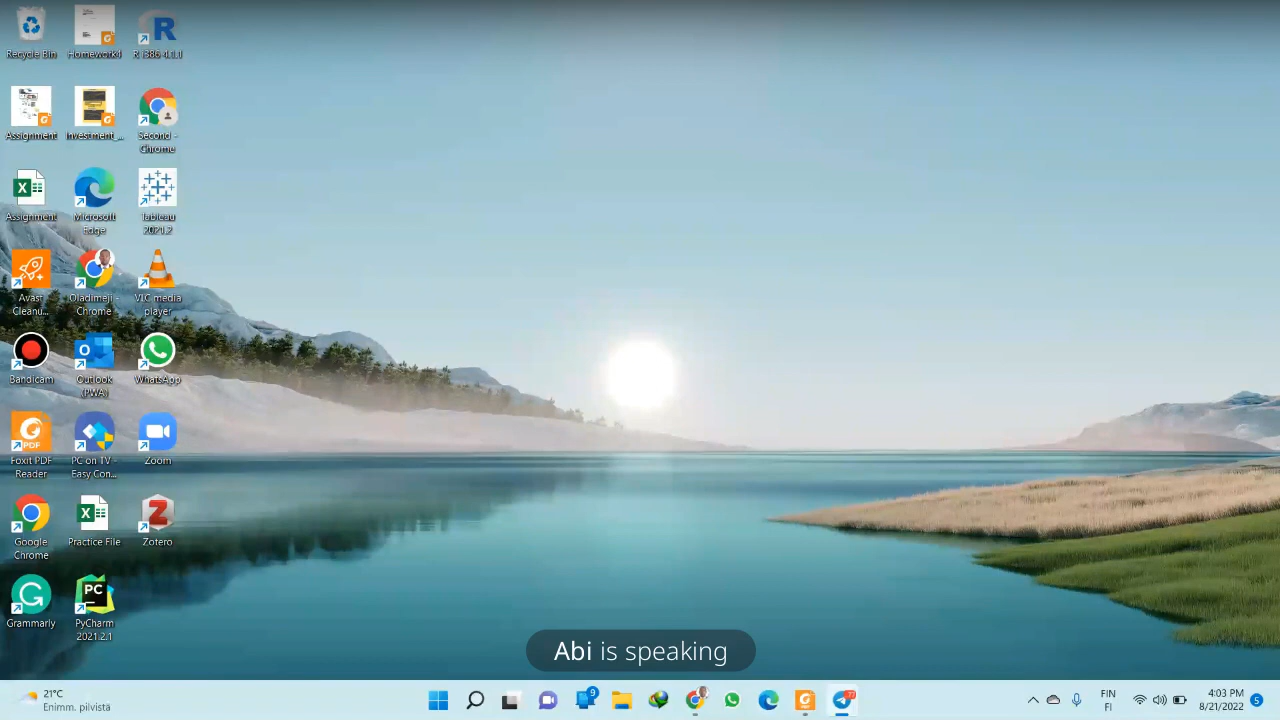 Recycle Bin
Homework4
R i386 4.1.1
Assignment
Investment_...
Second -
Chrome
Assignment
Microsoft
Edge
Tableau
2021.2
Avast
Cleanu...
Oladimeji -
Chrome
VLC media
player
Bandicam
Outlook
(PWA)
WhatsApp
Foxit PDF
Reader
PC on TV -
Easy Con...
Zoom
Google
Chrome
Practice File
Zotero
Grammarly
PyCharm
2021.2.1
Abi is speaking
21°C
Enimm. pilvistä
9
FIN
FI
4:03 PM
8/21/2022
5